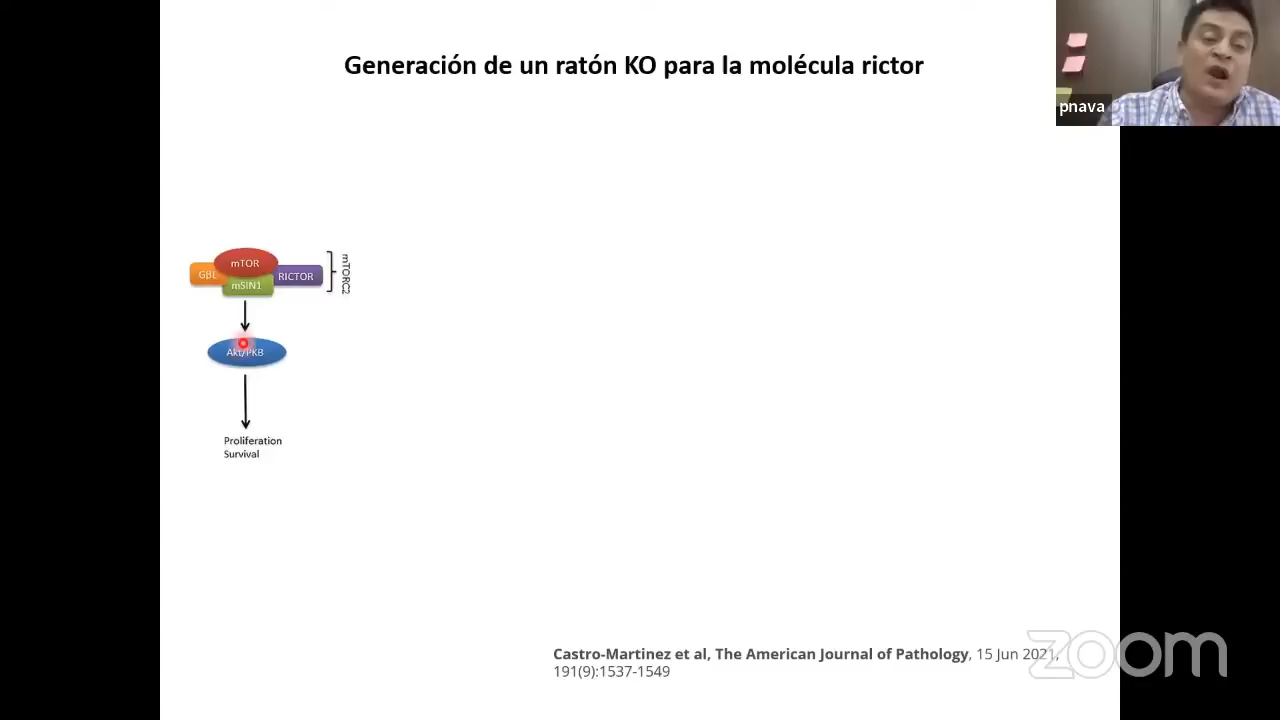 Generación de un ratón KO para la molécula rictor
pnava
mTOR
GBL
RICTOR
mSIN1
mTORC2
Akt/PKB
Proliferation
Survival
Castro-Martinez et al, The American Journal of Pathology, 15 Jun 2021,
191(9):1537-1549
zoom